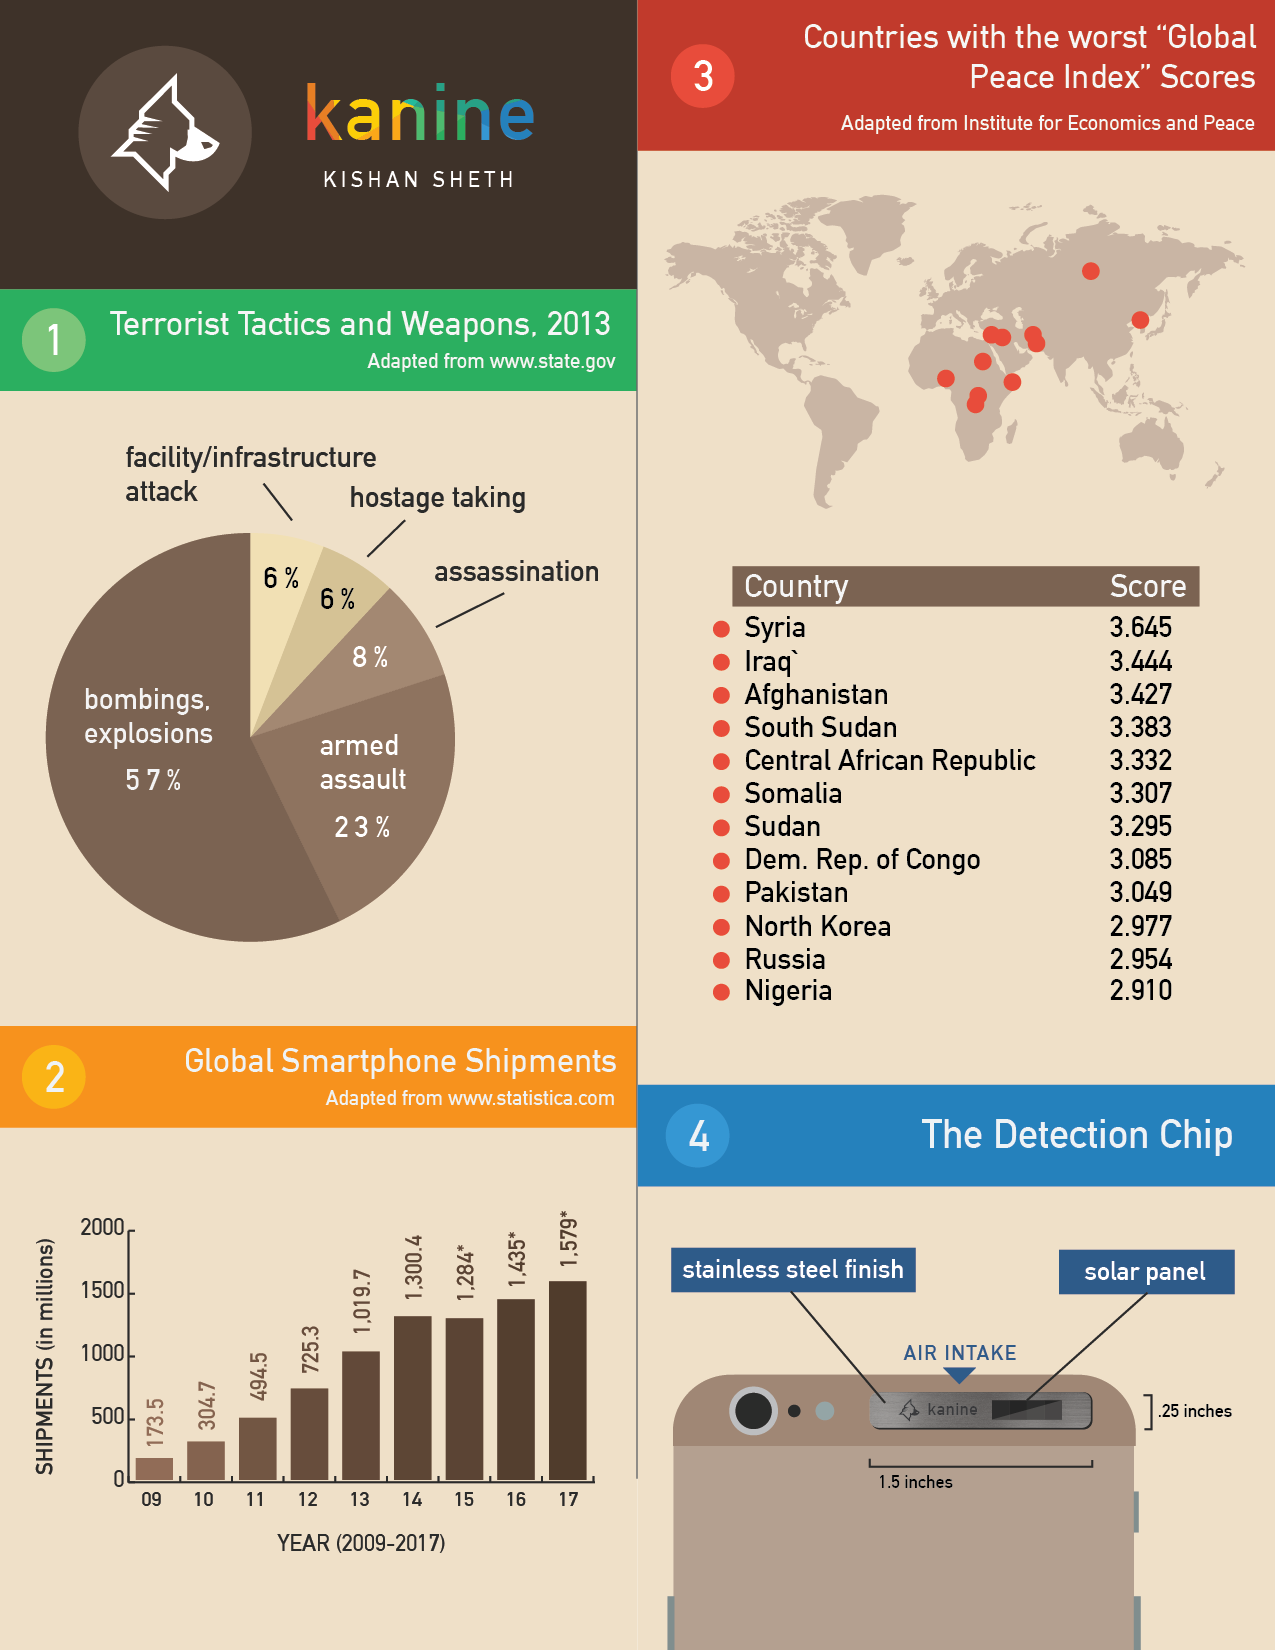 kanine
KISHAN SHETH
1
Terrorist Tactics and Weapons, 2013
Adapted from www.state.gov
facility/infrastructure
attack
hostage taking
assassination
6 %
6 %
8 %
bombings,
explosions
57%
armed
assault
23%
2
Global Smartphone Shipments
Adapted from www.statistica.com
SHIPMENTS (in millions)
2000
1500
1000
500
0
173.5
304.7
494.5
725.3
1,019.7
1,300.4
1,284*
1,435*
1,579*
09 10 11 12 13 14 15 16 17
YEAR (2009-2017)
3
Countries with the worst “Global
Peace Index” Scores
Adapted from Institute for Economics and Peace
Country Score
Syria 3.645
Iraq` 3.444
Afghanistan 3.427
South Sudan 3.383
Central African Republic 3.332
Somalia 3.307
Sudan 3.295
Dem. Rep. of Congo 3.085
Pakistan 3.049
North Korea 2.977
Russia 2.954
Nigeria 2.910
4
The Detection Chip
stainless steel finish
solar panel
AIR INTAKE
kanine
.25 inches
1.5 inches